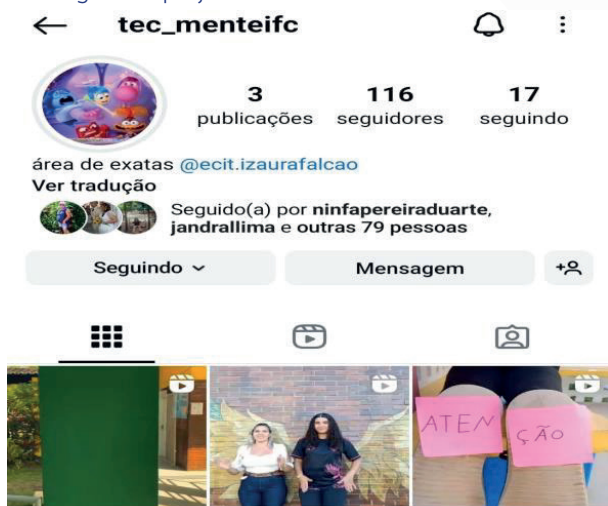 tec_menteifc
3 116 17
publicações seguidores seguindo
área de exatas @ecit.izaurafalcao
Ver tradução
Seguido(a) por ninfapereiraduarte,
jandrallima e outras 79 pessoas
Seguindo Mensagem
ATEN ÇÃO